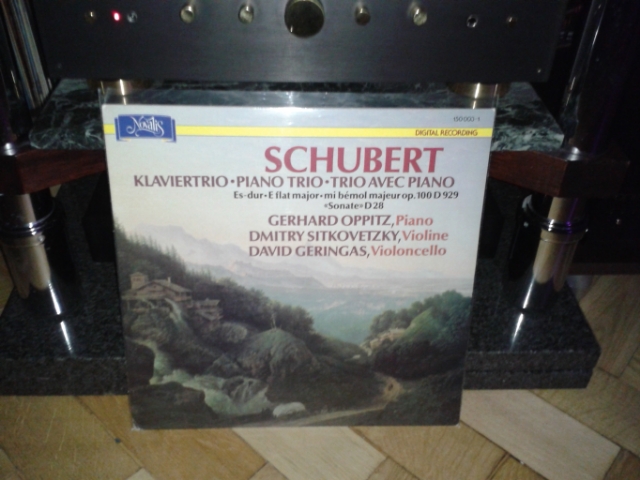 Novalis
150 003-1
DIGITAL RECORDING
SCHUBERT
KLAVIERTRIO·PIANO TRIO·TRIO AVEC PIANO
Es-dur·E flat major·mi bémol majeur op. 100 D 929
«Sonate» D 28
GERHARD OPPITZ, Piano
DMITRY SITKOVETZKY, Violine
DAVID GERINGAS, Violoncello